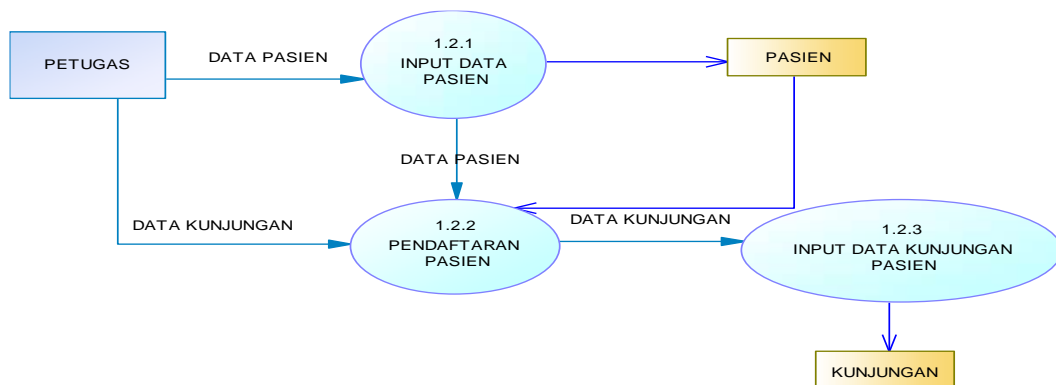 PETUGAS
DATA PASIEN
1.2.1
INPUT DATA
PASIEN
PASIEN
DATA PASIEN
DATA KUNJUNGAN
1.2.2
PENDAFTARAN
PASIEN
DATA KUNJUNGAN
1.2.3
INPUT DATA KUNJUNGAN
PASIEN
KUNJUNGAN